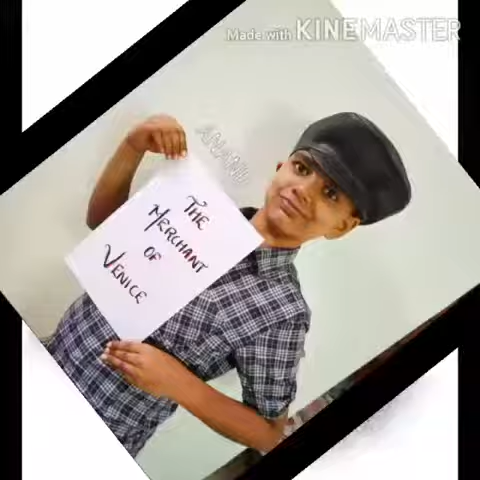 Made with KINEMASTER
THE
MERCHANT
OF
VENICE